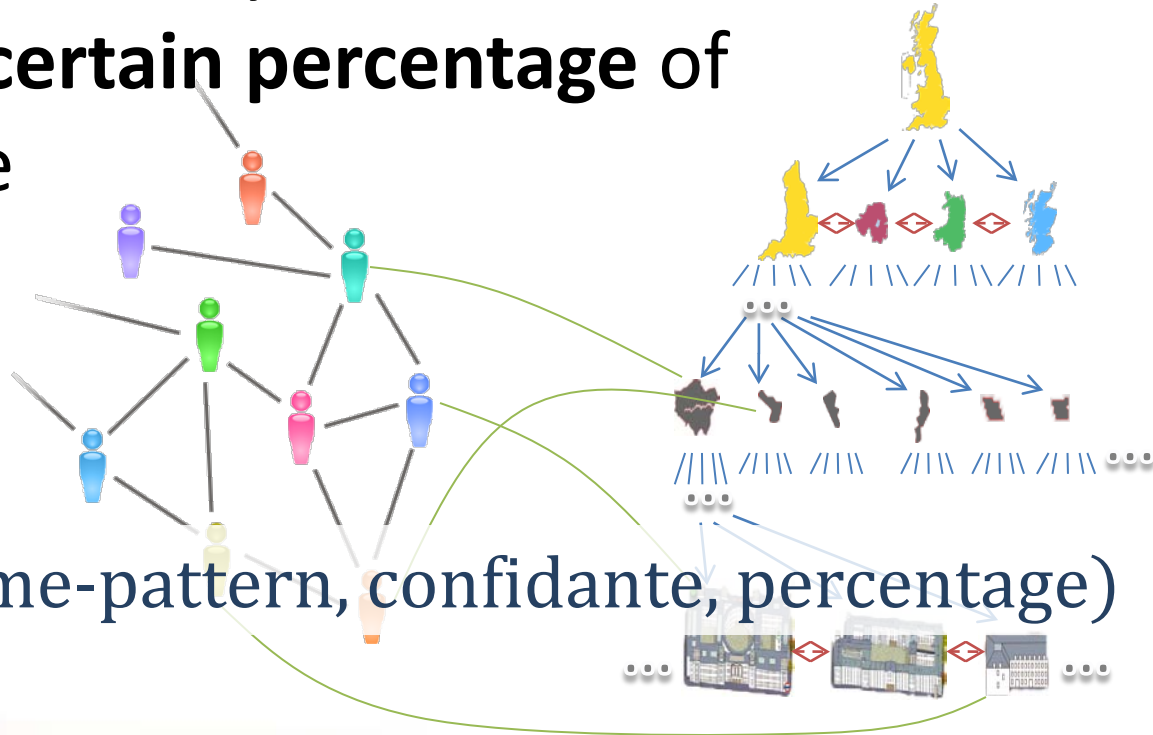 certain percentage of
e
me-pattern, confidante, percentage)